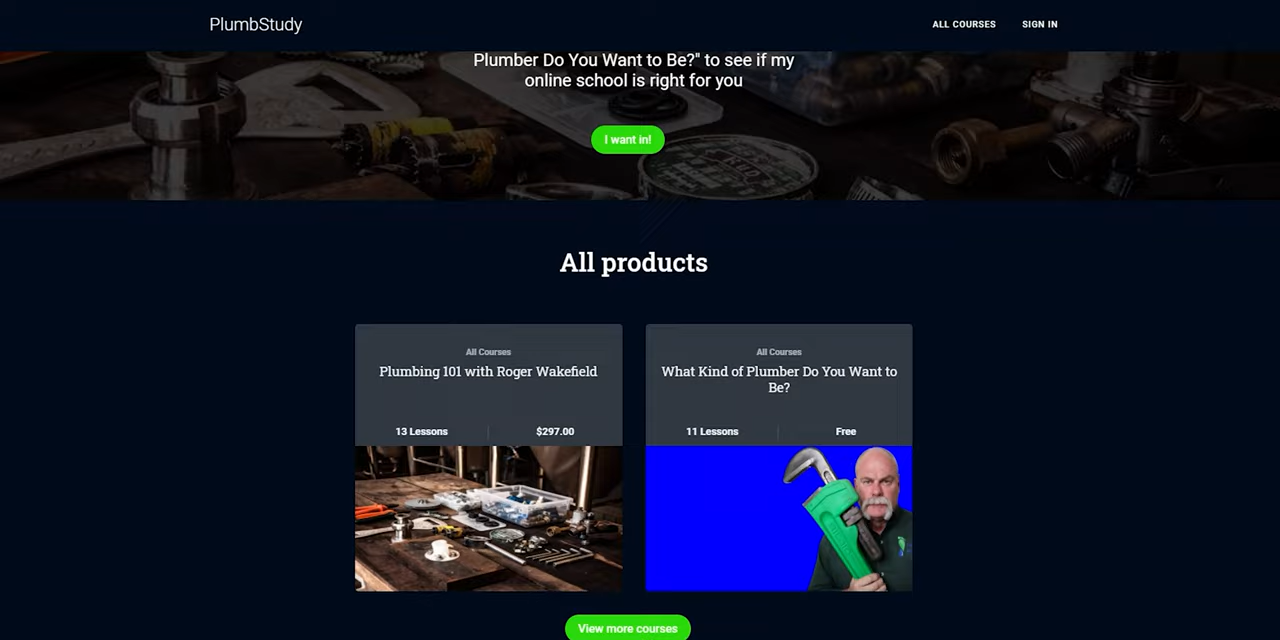 PlumbStudy
ALL COURSES
SIGN IN
Plumber Do You Want to Be?" to see if my
online school is right for you
I want in!
All products
All Courses
Plumbing 101 with Roger Wakefield
13 Lessons
$297.00
All Courses
What Kind of Plumber Do You Want to
Be?
11 Lessons
Free
View more courses